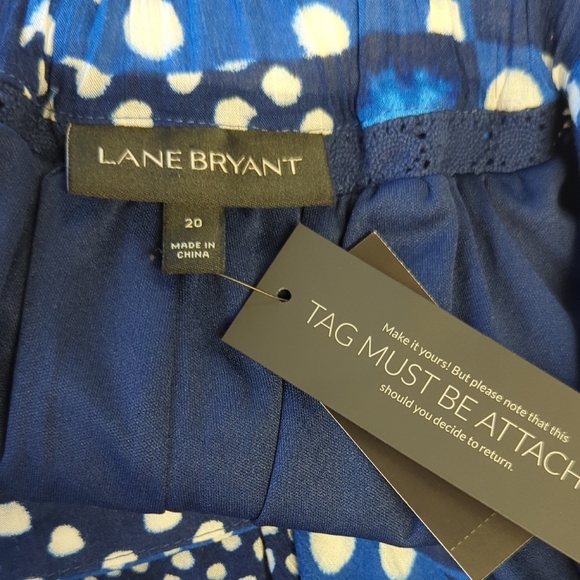 LANE BRYANT
20
MADE IN
CHINA
Make it yours! But please note that this
TAG MUST BE ATTACH
should you decide to return.